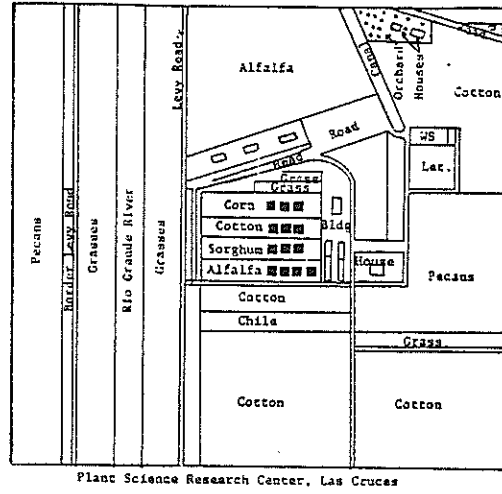 Alfalfa
Canal
Orchard
Houses
Cotton
Levy Road
Road
Road
WS
Lat.
Grass
Grass
Corn
Cotton
Sorghum
Alfalfa
Bldg
House
Pecans
Border Levy Road
Grasses
Rio Grande River
Grasses
Pecans
Cotton
Chila
Grass
Cotton
Cotton
Plant Science Research Center, Las Cruces